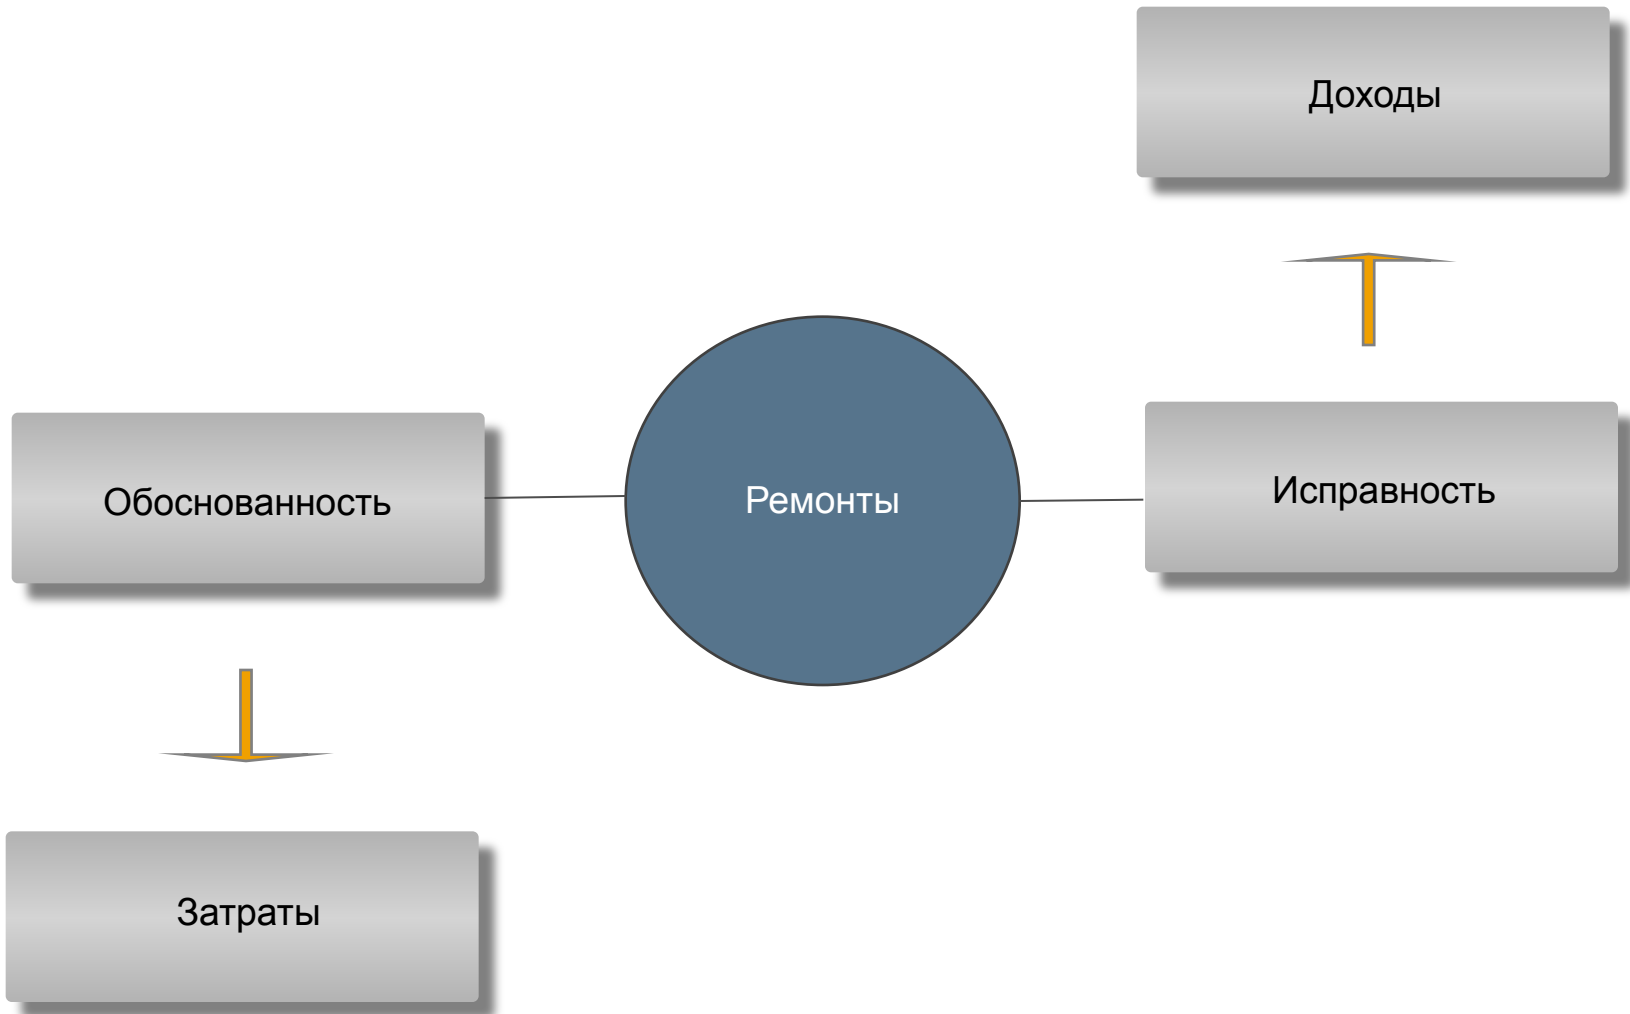 Доходы
Обоснованность
Ремонты
Исправность
Затраты